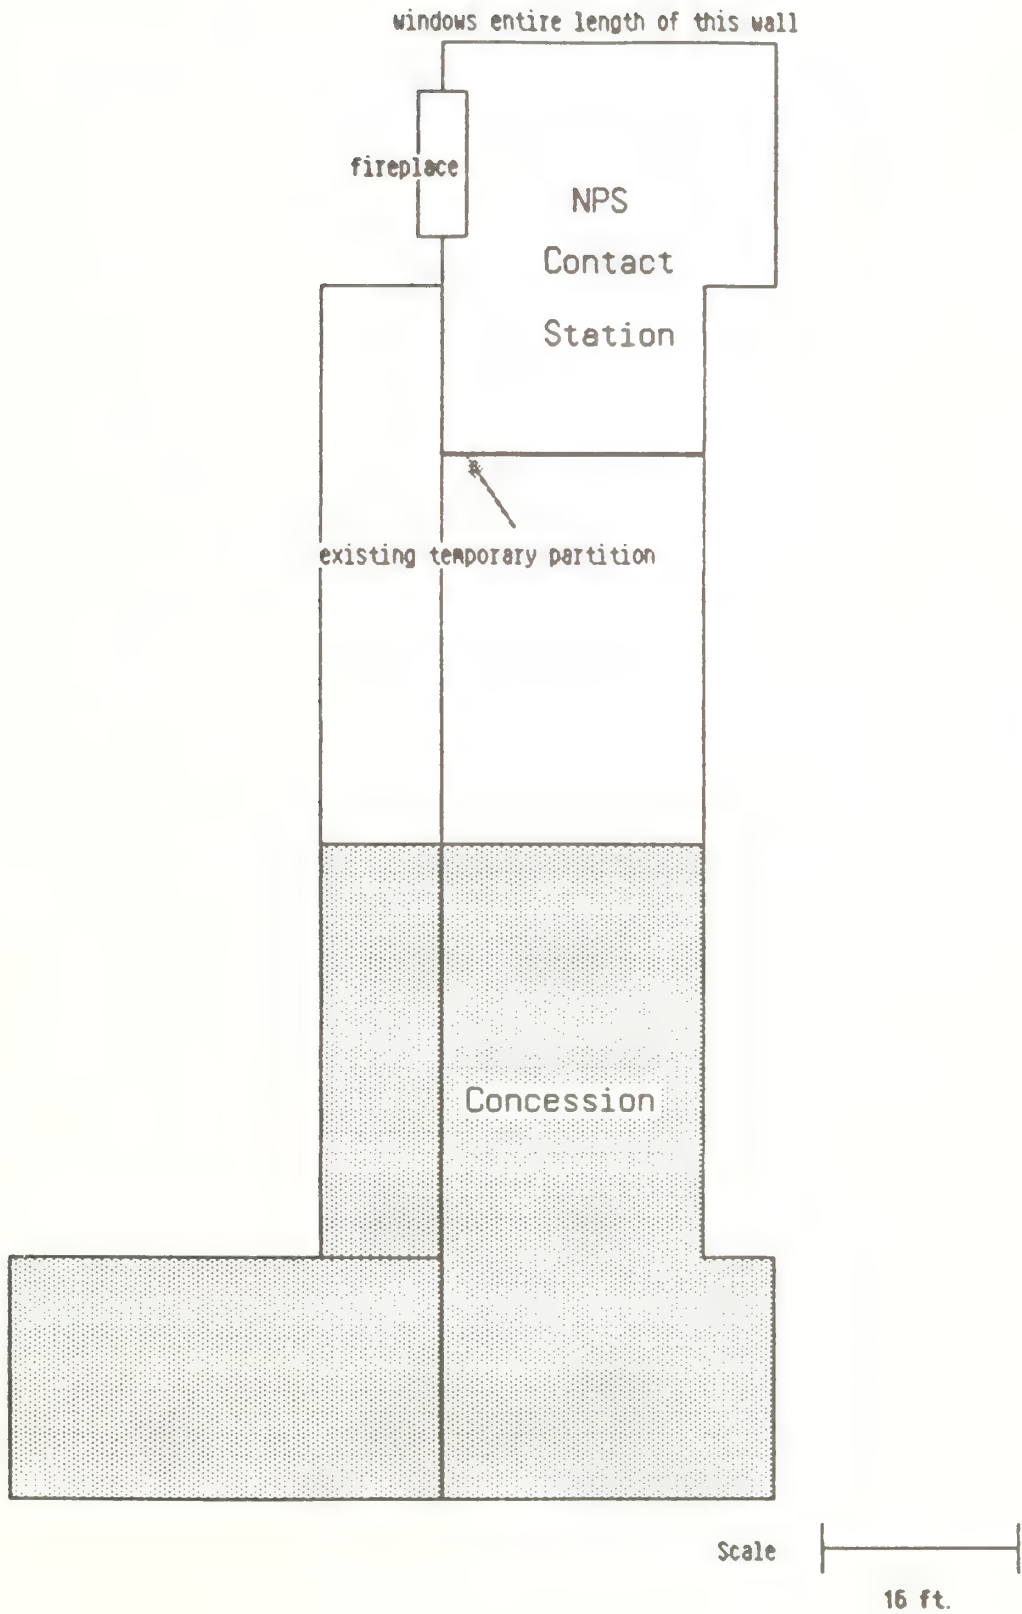 windows entire length of this wall
fireplace
NPS
Contact
Station
existing temporary partition
Concession
Scale
16 ft.